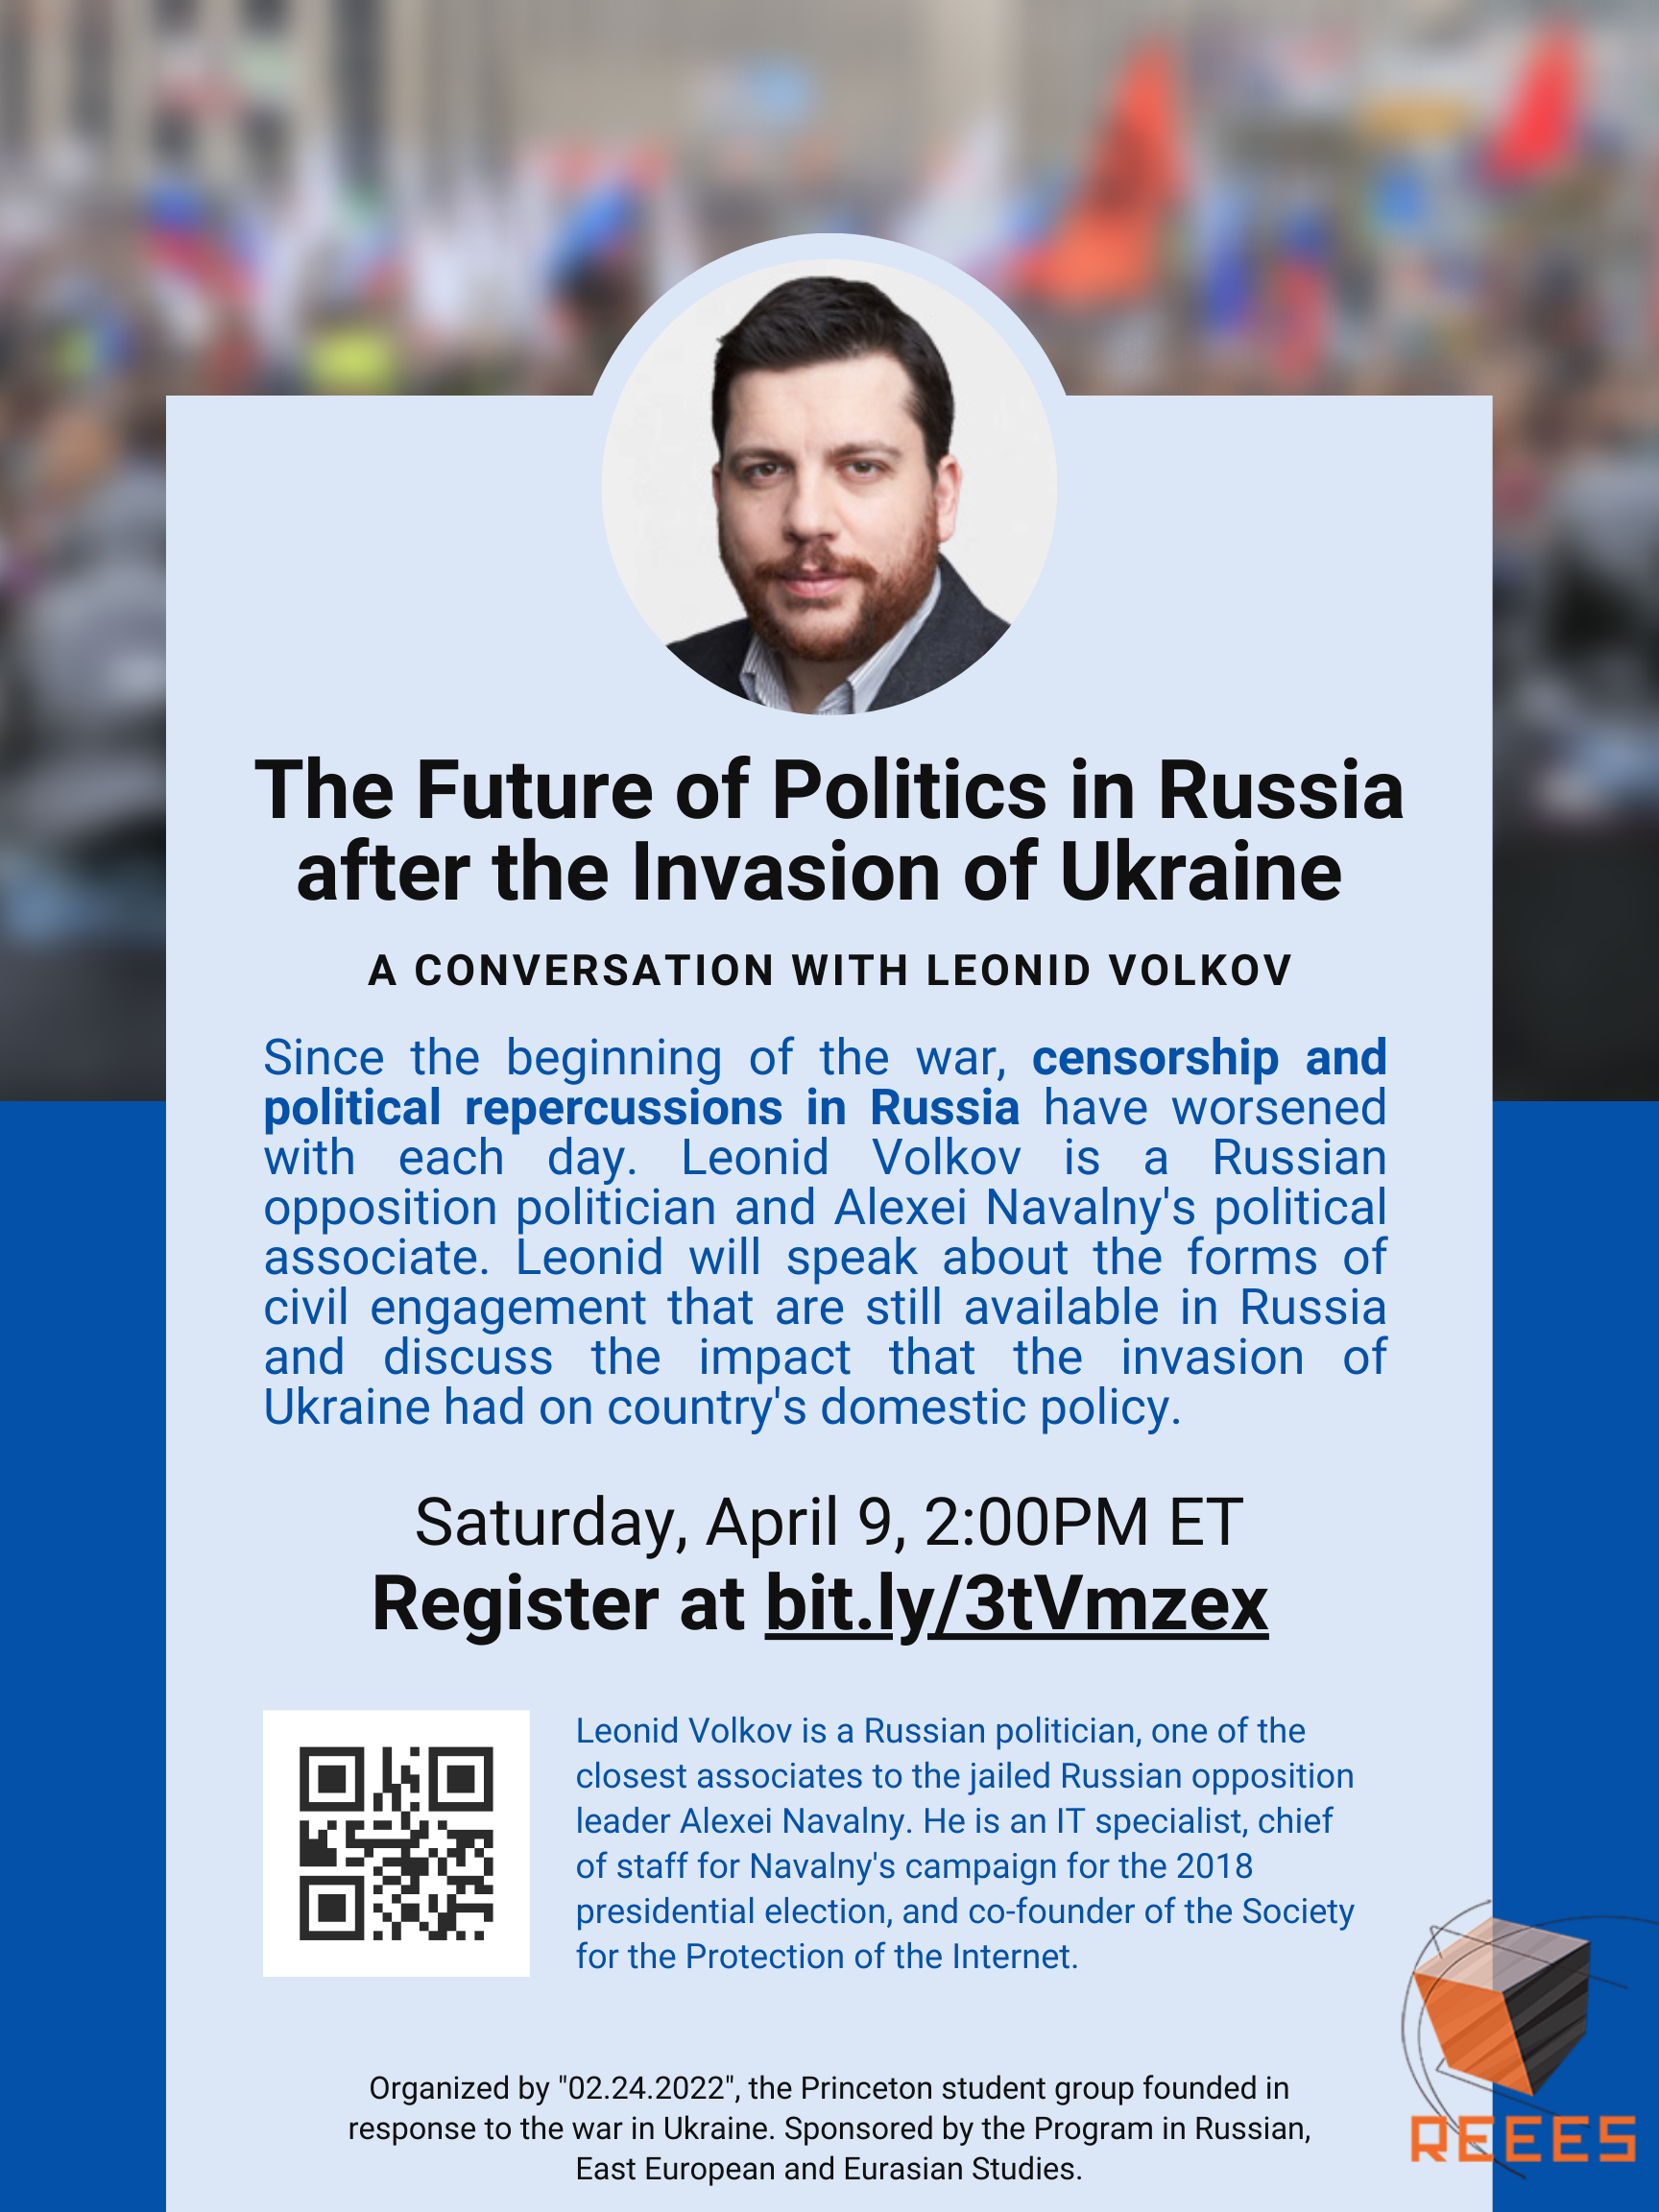 The Future of Politics in Russia
after the Invasion of Ukraine
A CONVERSATION WITH LEONID VOLKOV
Since the beginning of the war, censorship and
political repercussions in Russia have worsened
with each day. Leonid Volkov is a Russian
opposition politician and Alexei Navalny's political
associate. Leonid will speak about the forms of
civil engagement that are still available in Russia
and discuss the impact that the invasion of
Ukraine had on country's domestic policy.
Saturday, April 9, 2:00PM ET
Register at bit.ly/3tVmzex
Leonid Volkov is a Russian politician, one of the
closest associates to the jailed Russian opposition
leader Alexei Navalny. He is an IT specialist, chief
of staff for Navalny's campaign for the 2018
presidential election, and co-founder of the Society
for the Protection of the Internet.
Organized by "02.24.2022", the Princeton student group founded in
response to the war in Ukraine. Sponsored by the Program in Russian,
East European and Eurasian Studies.
REEES